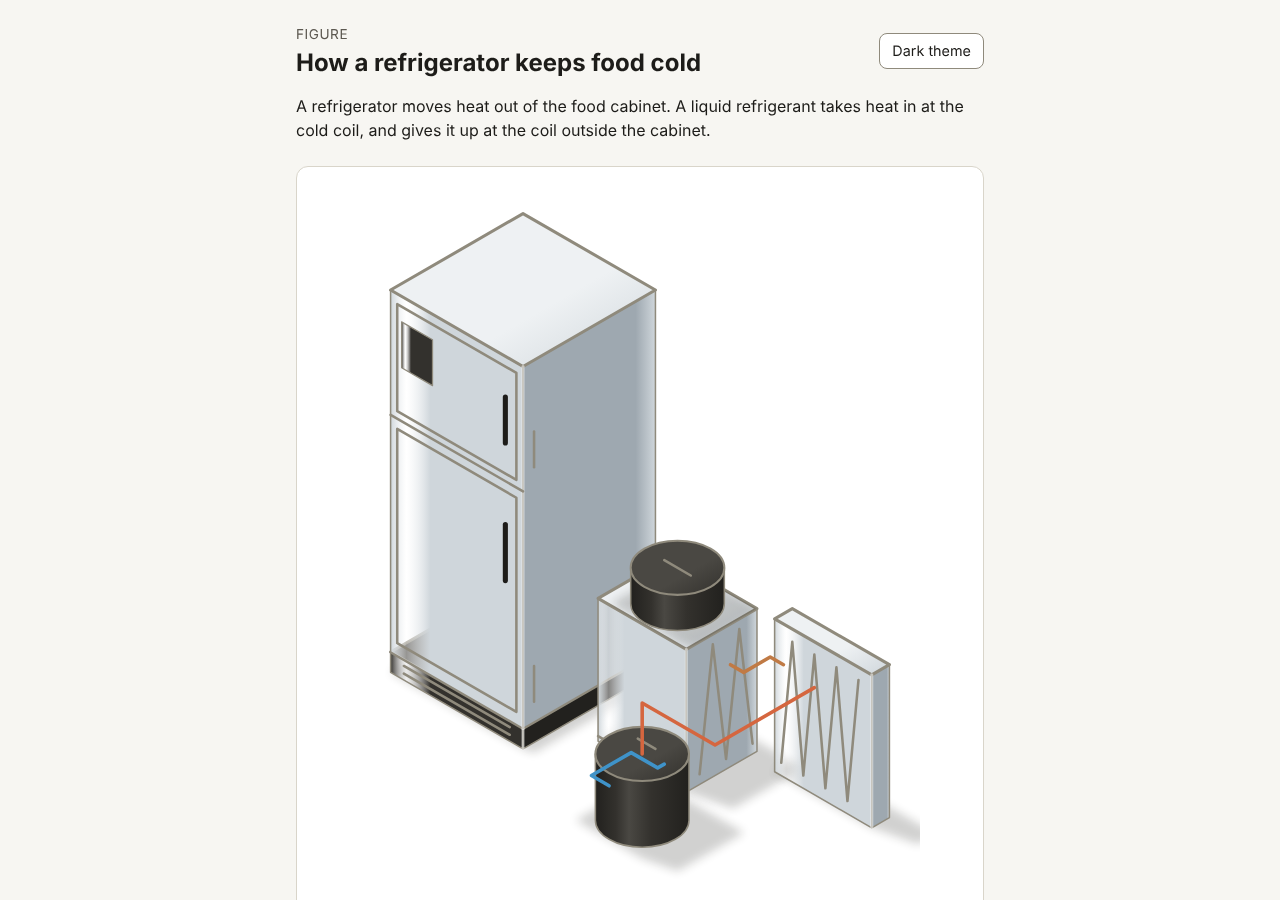 FIGURE
How a refrigerator keeps food cold
Dark theme
A refrigerator moves heat out of the food cabinet. A liquid refrigerant takes heat in at the
cold coil, and gives it up at the coil outside the cabinet.